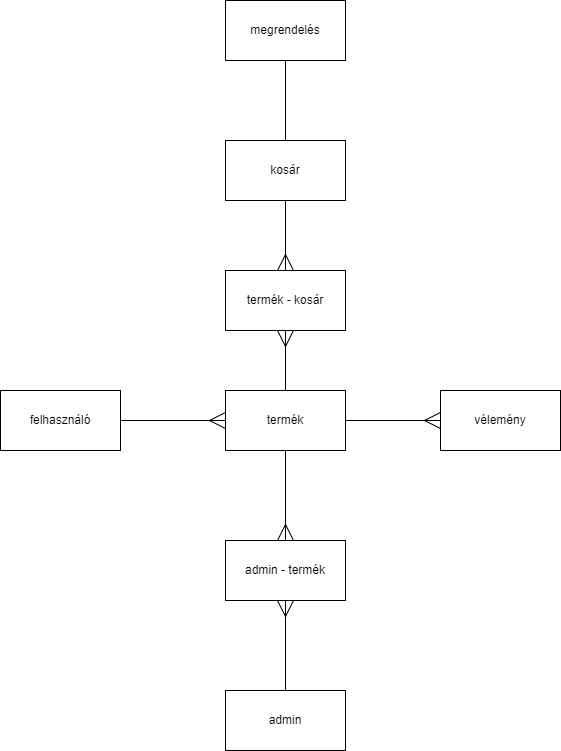 megrendelés
kosár
termék - kosár
felhasználó
termék
vélemény
admin - termék
admin